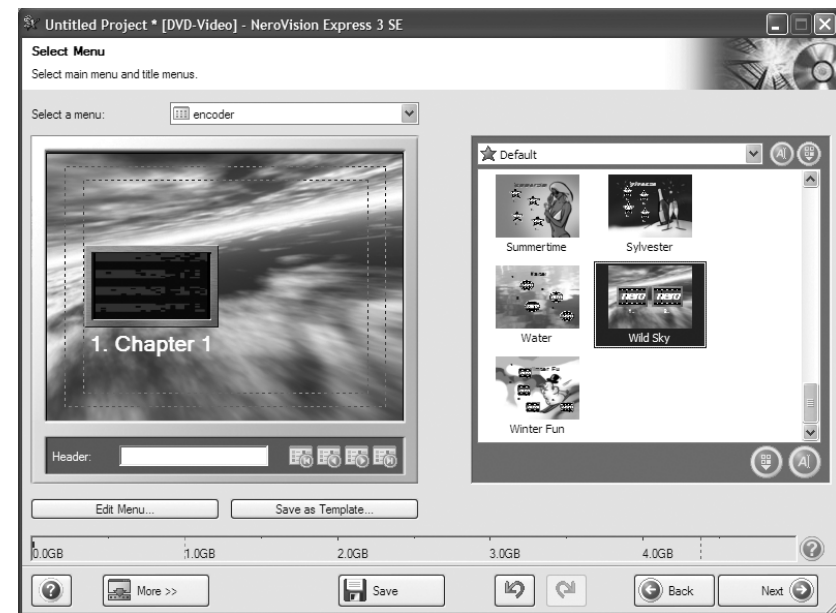 Untitled Project * [DVD-Video] - NeroVision Express 3 SE
Select Menu
Select main menu and title menus.
Select a menu:
encoder
1. Chapter 1
Header:
Edit Menu...
Save as Template...
Default
Summertime
Sylvester
Water
Wild Sky
Winter Fun
0.0GB
1.0GB
2.0GB
3.0GB
4.0GB
More >>
Save
Back
Next